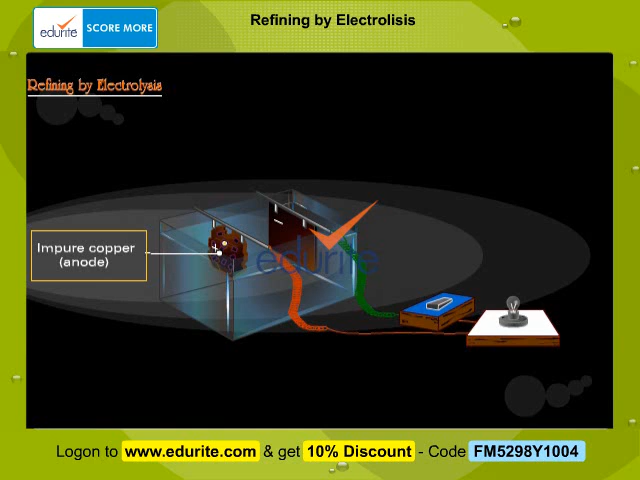 Refining by Electrolisis
edurite SCORE MORE
Refining by Electrolysis
Impure copper
(anode)
+
−
edurite
Logon to www.edurite.com & get 10% Discount - Code FM5298Y1004